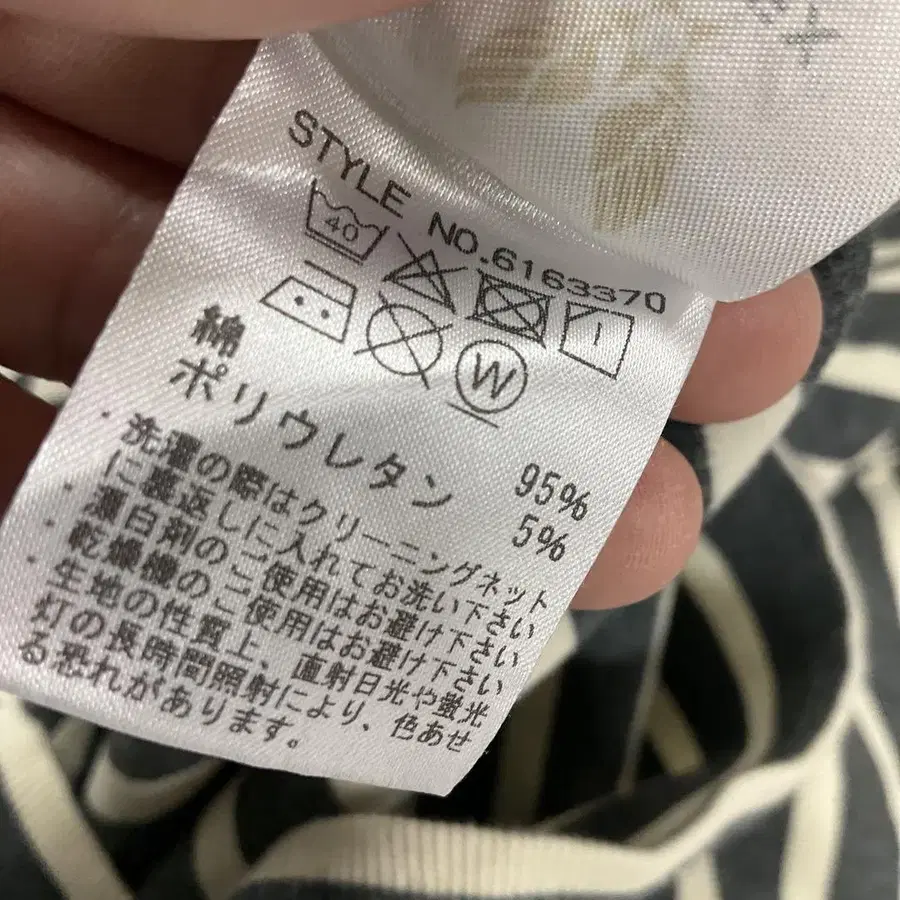 STYLE NO.6163370
40
W
綿 95%
ポリウレタン 5%
・洗濯の際はクリーニングネット
に裏返しに入れてお洗い下さい
・漂白剤のご使用はお避け下さい
・乾燥機のご使用はお避け下さい
・生地の性質上、直射日光や蛍光
灯の長時間照射により、色あせ
る恐れがあります。